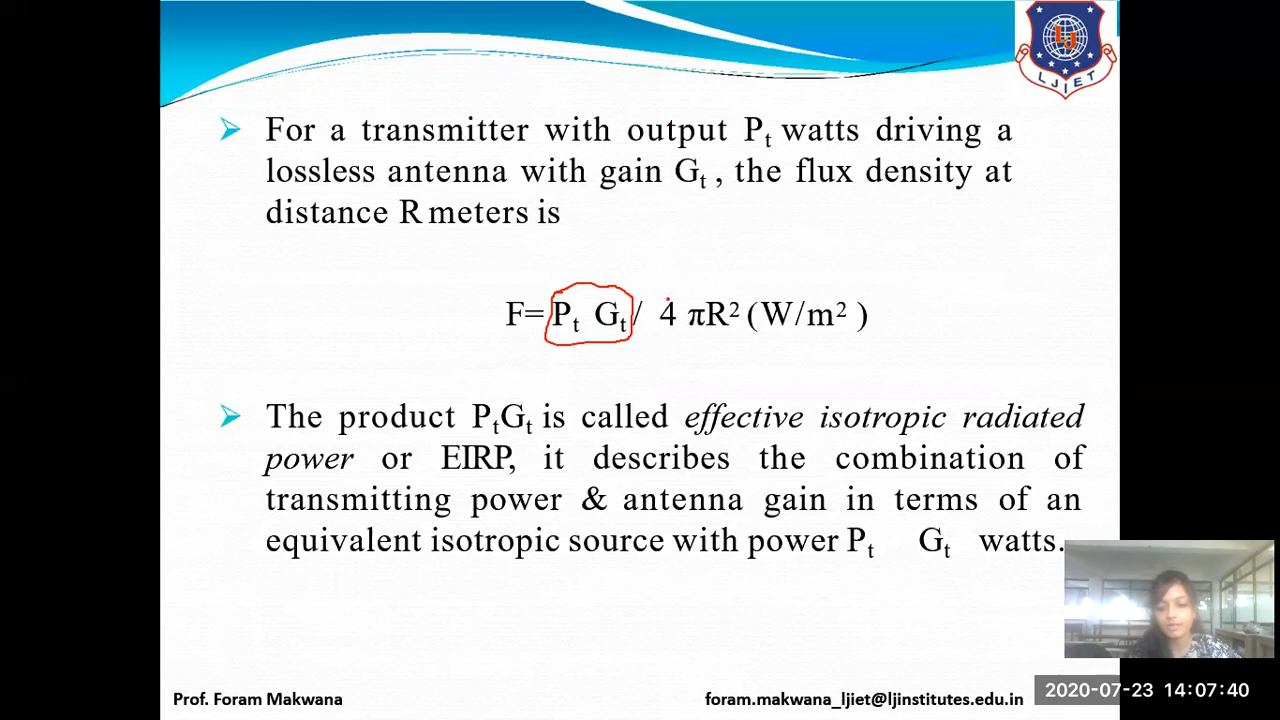 LJ
LJIET
➢ For a transmitter with output Pt watts driving a
lossless antenna with gain Gt , the flux density at
distance R meters is
F= Pt Gt / 4 πR² (W/m² )
➢ The product PtGt is called effective isotropic radiated
power or EIRP, it describes the combination of
transmitting power & antenna gain in terms of an
equivalent isotropic source with power Pt Gt watts.
Prof. Foram Makwana
foram.makwana_ljiet@ljinstitutes.edu.in
2020-07-23 14:07:40